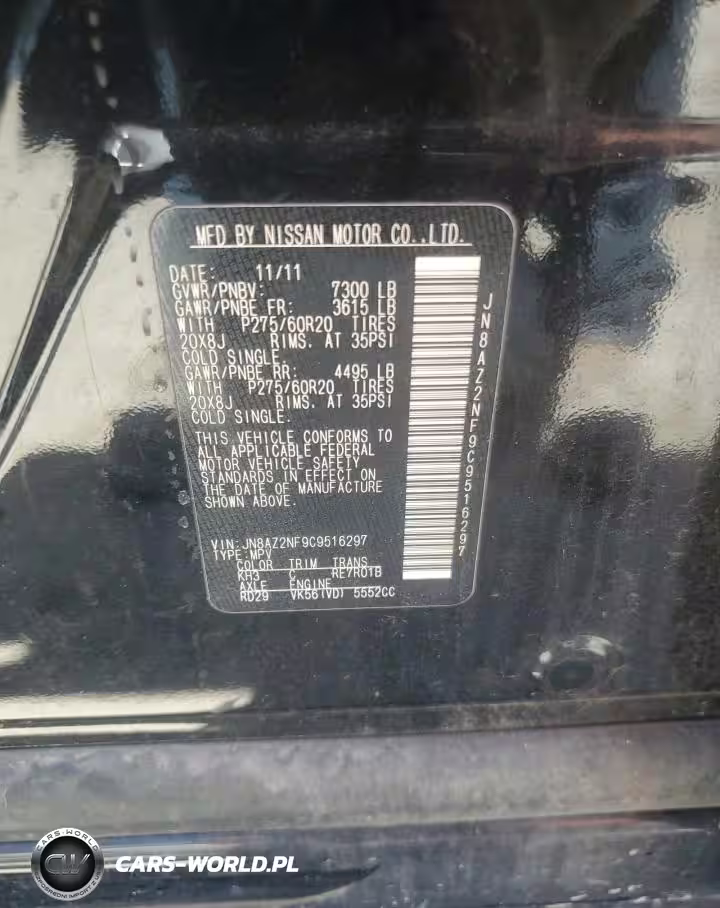 MFD BY NISSAN MOTOR CO.,LTD.
DATE: 11/11
GVWR/PNBV: 7300 LB
GAWR/PNBE FR: 3615 LB
WITH P275/60R20 TIRES
20X8J RIMS. AT 35PSI
COLD SINGLE.
GAWR/PNBE RR: 4495 LB
WITH P275/60R20 TIRES
20X8J RIMS. AT 35PSI
COLD SINGLE.
THIS VEHICLE CONFORMS TO
ALL APPLICABLE FEDERAL
MOTOR VEHICLE SAFETY
STANDARDS IN EFFECT ON
THE DATE OF MANUFACTURE
SHOWN ABOVE.
VIN:JN8AZ2NF9C9516297
TYPE:MPV
COLOR TRIM TRANS
KH3 C RE7R01B
AXLE ENGINE
RD29 VK56(VD) 5552CC
JN8AZ2NF9C9516297
CARS-WORLD
CW
CARS-WORLD.PL